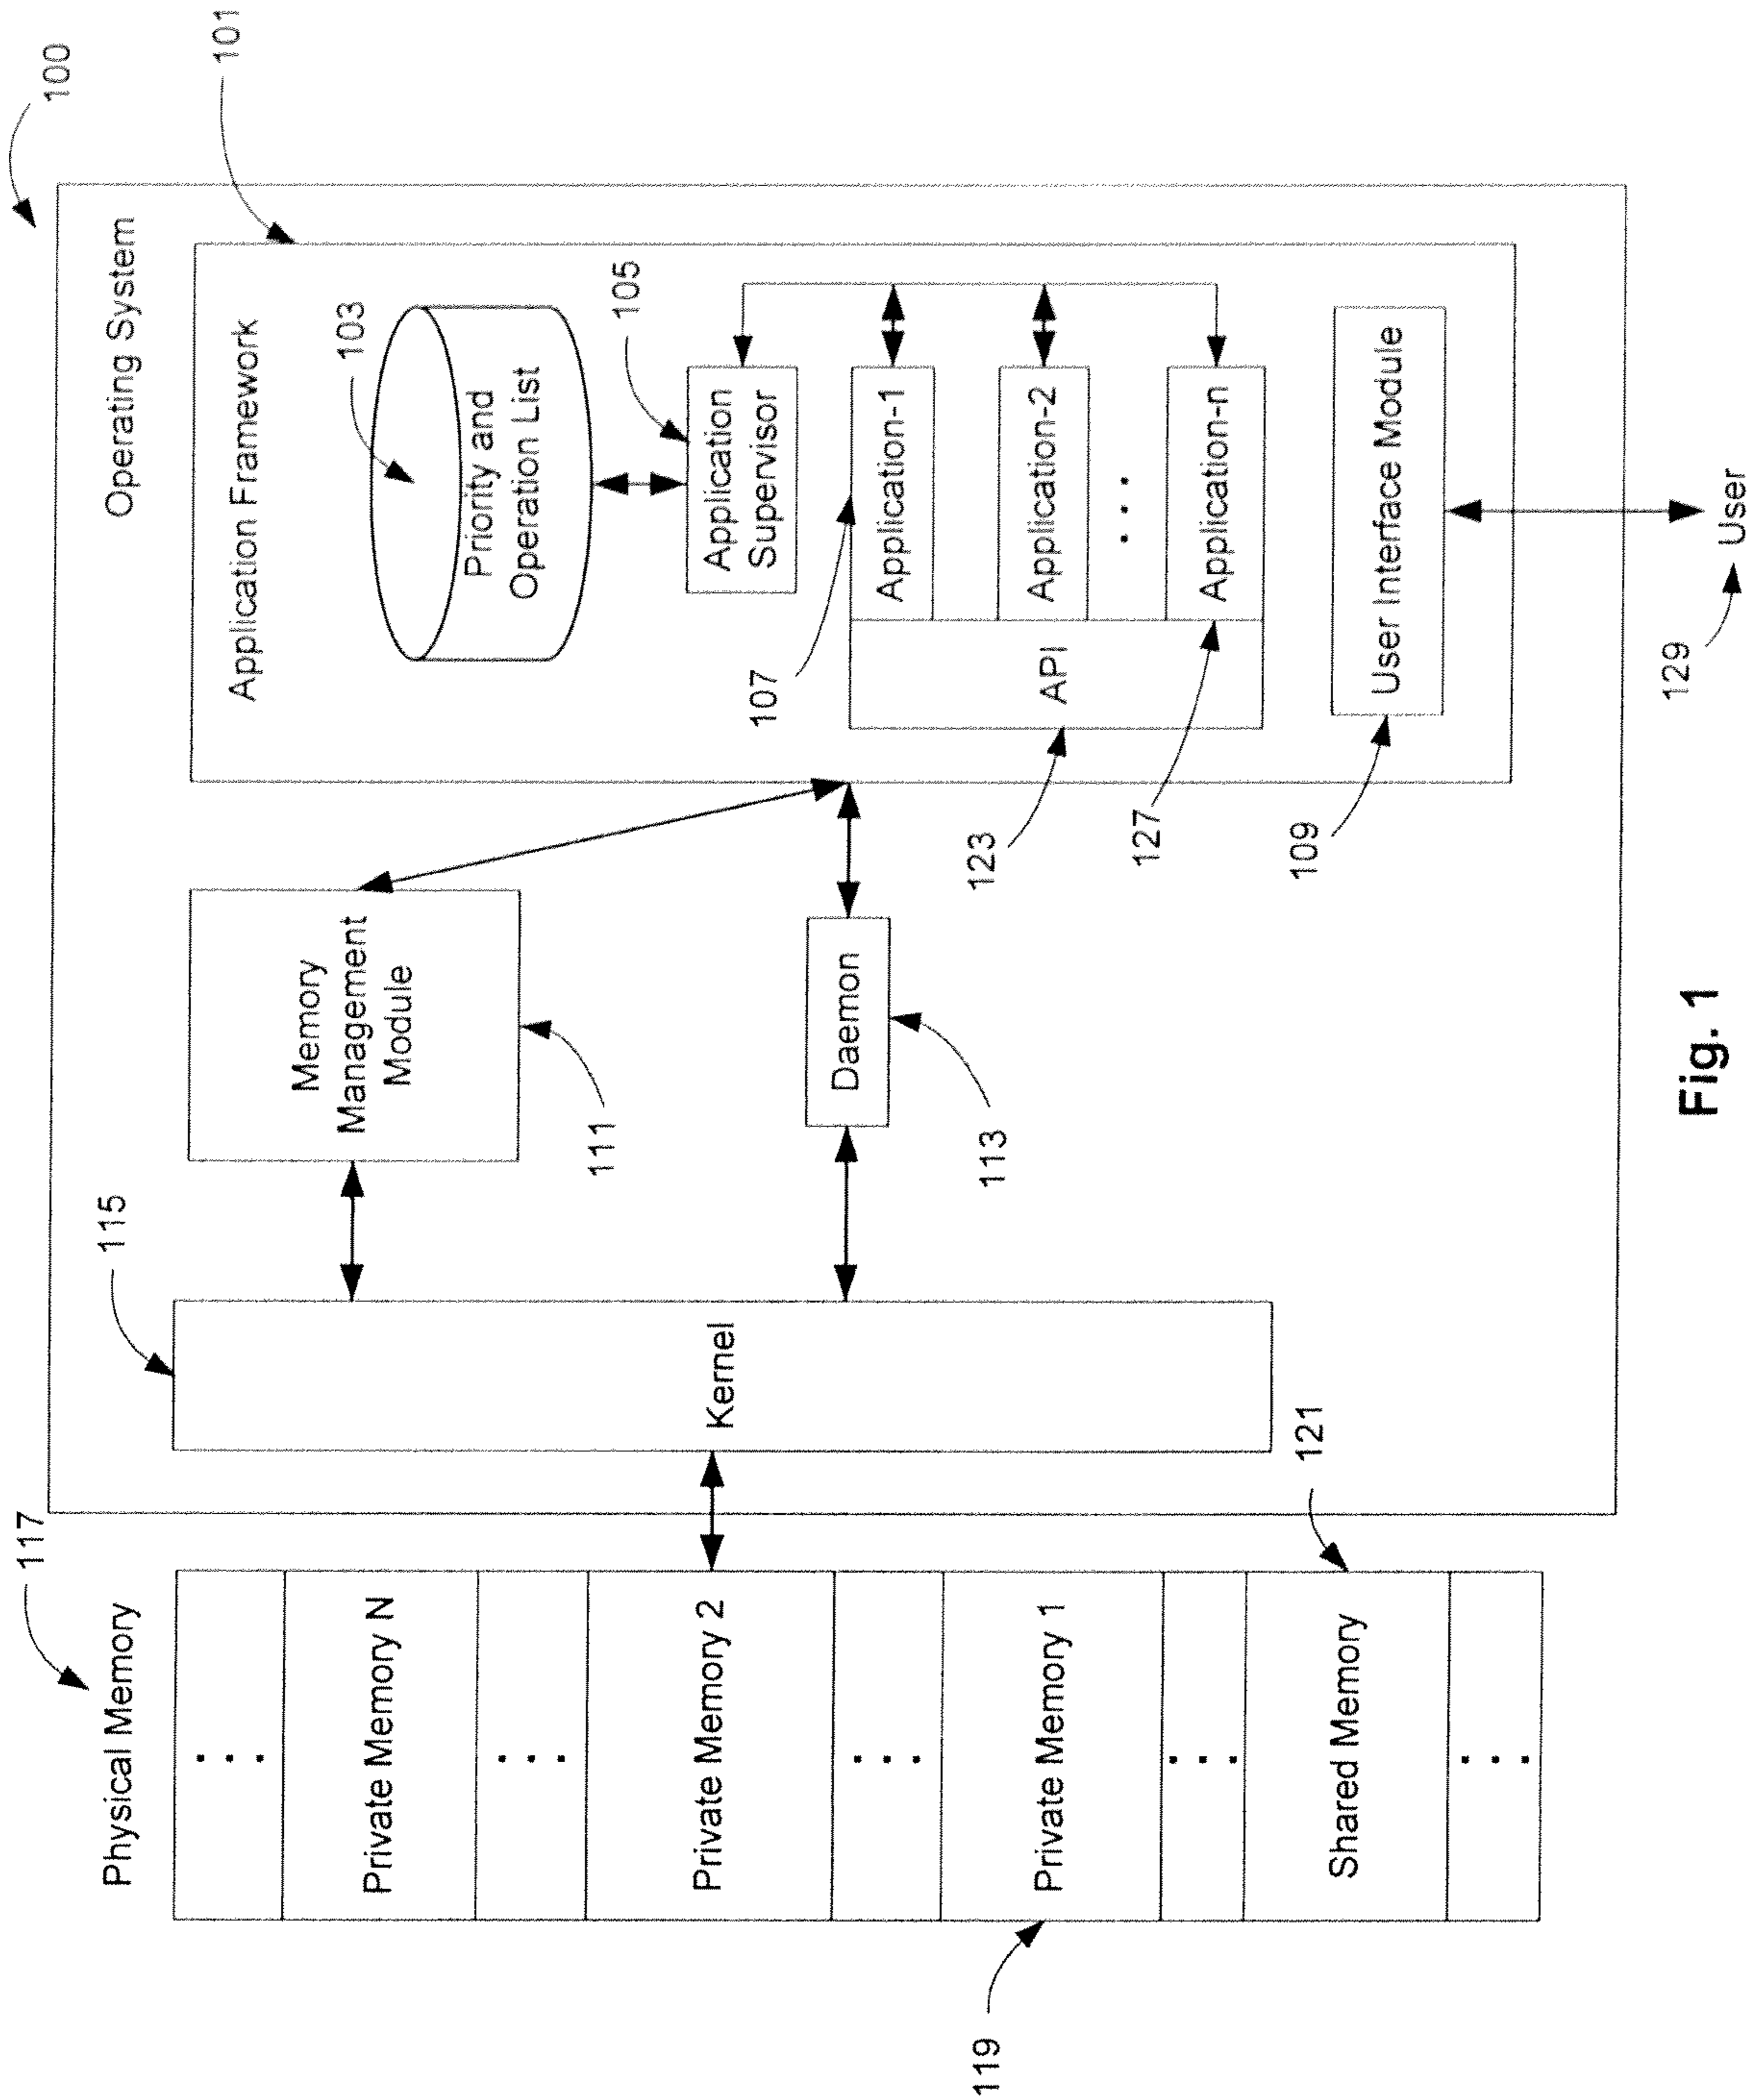 100
Operating System
101
Application Framework
103
Priority and
Operation List
105
Application
Supervisor
107
Application-1
Application-2
. . .
Application-n
API
123
127
User Interface Module
109
User
129
Memory
Management
Module
111
Daemon
113
115
Kernel
117
Physical Memory
. . .
Private Memory N
. . .
Private Memory 2
. . .
Private Memory 1
119
. . .
Shared Memory
121
. . .
Fig. 1